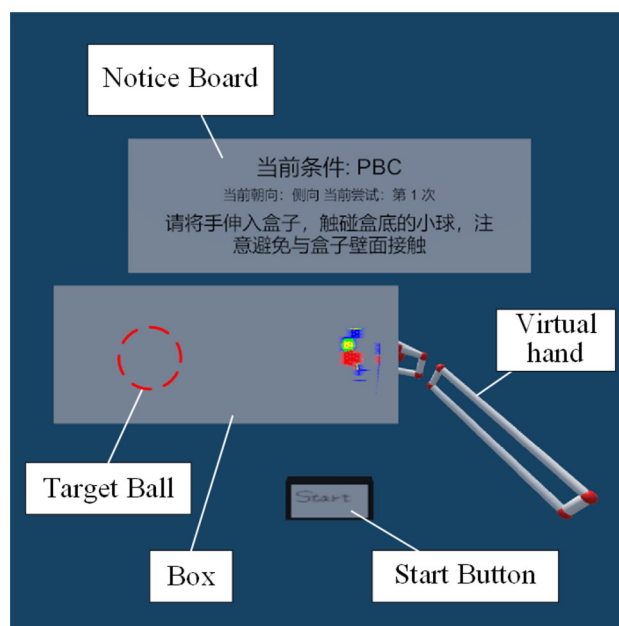 Notice Board
当前条件: PBC
当前朝向: 侧向 当前尝试: 第 1 次
请将手伸入盒子，触碰盒底的小球，注
意避免与盒子壁面接触
Virtual
hand
Target Ball
Start
Box
Start Button